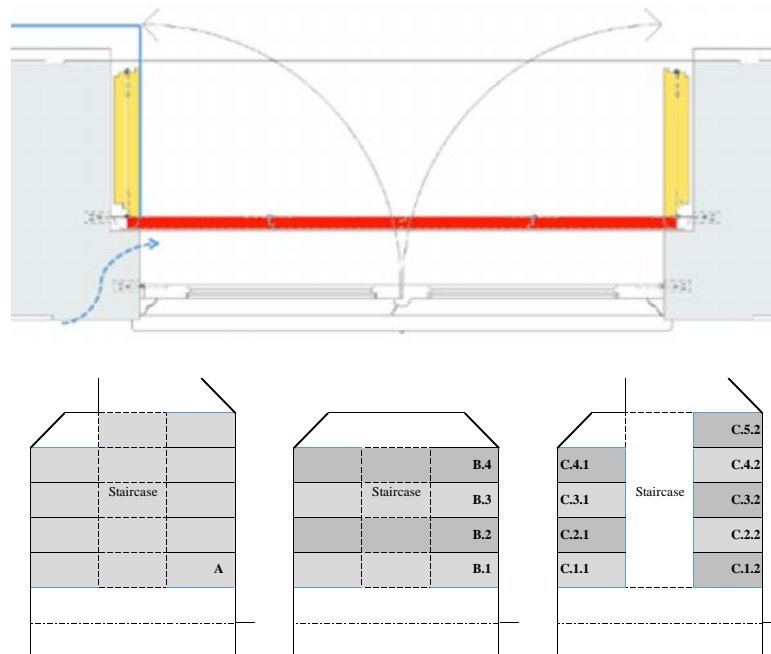 C.5.2
B.4
C.4.1
C.4.2
Staircase
Staircase
B.3
C.3.1
Staircase
C.3.2
B.2
C.2.1
C.2.2
A
B.1
C.1.1
C.1.2